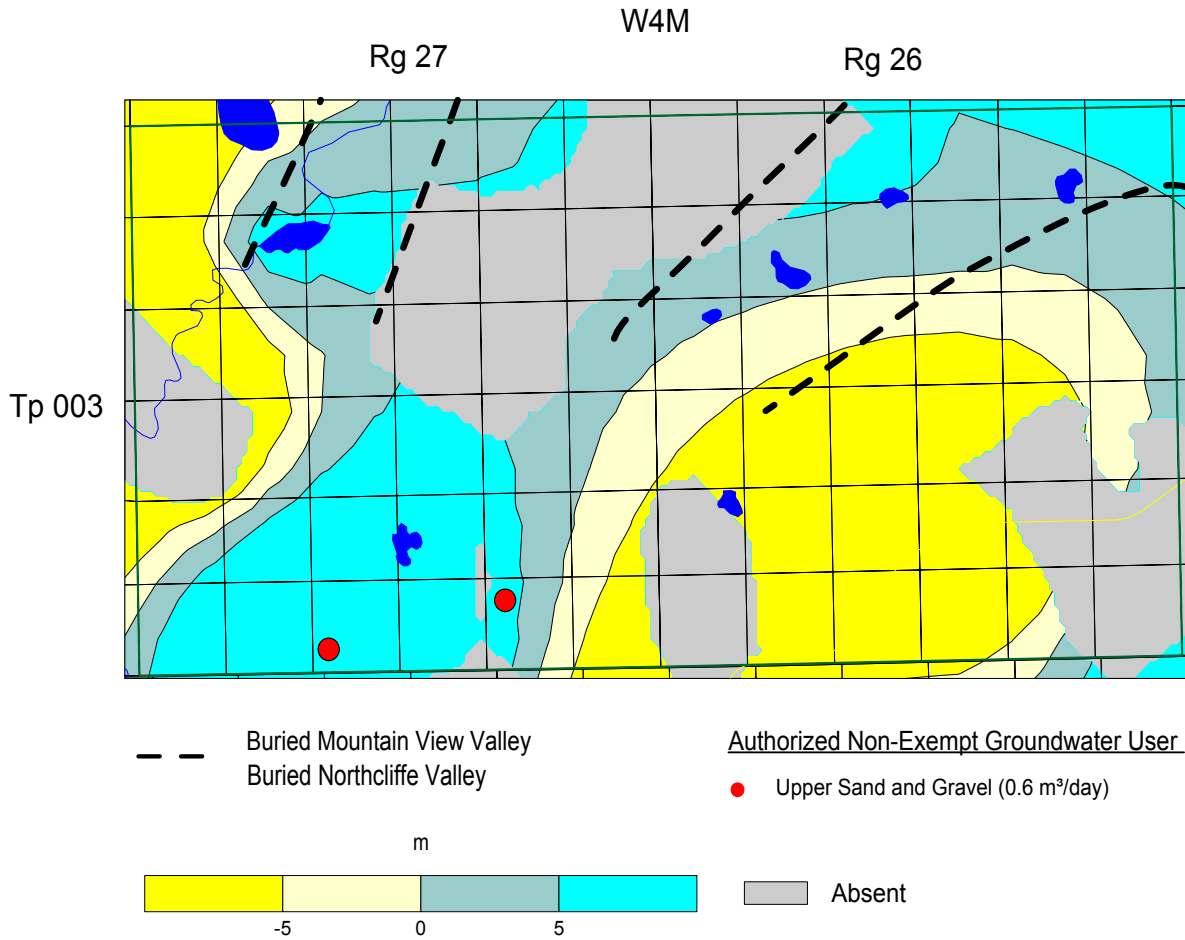 W4M
Rg 27
Rg 26
Tp 003
Buried Mountain View Valley
Buried Northcliffe Valley
Authorized Non-Exempt Groundwater User
Upper Sand and Gravel (0.6 m³/day)
m
-5
0
5
Absent